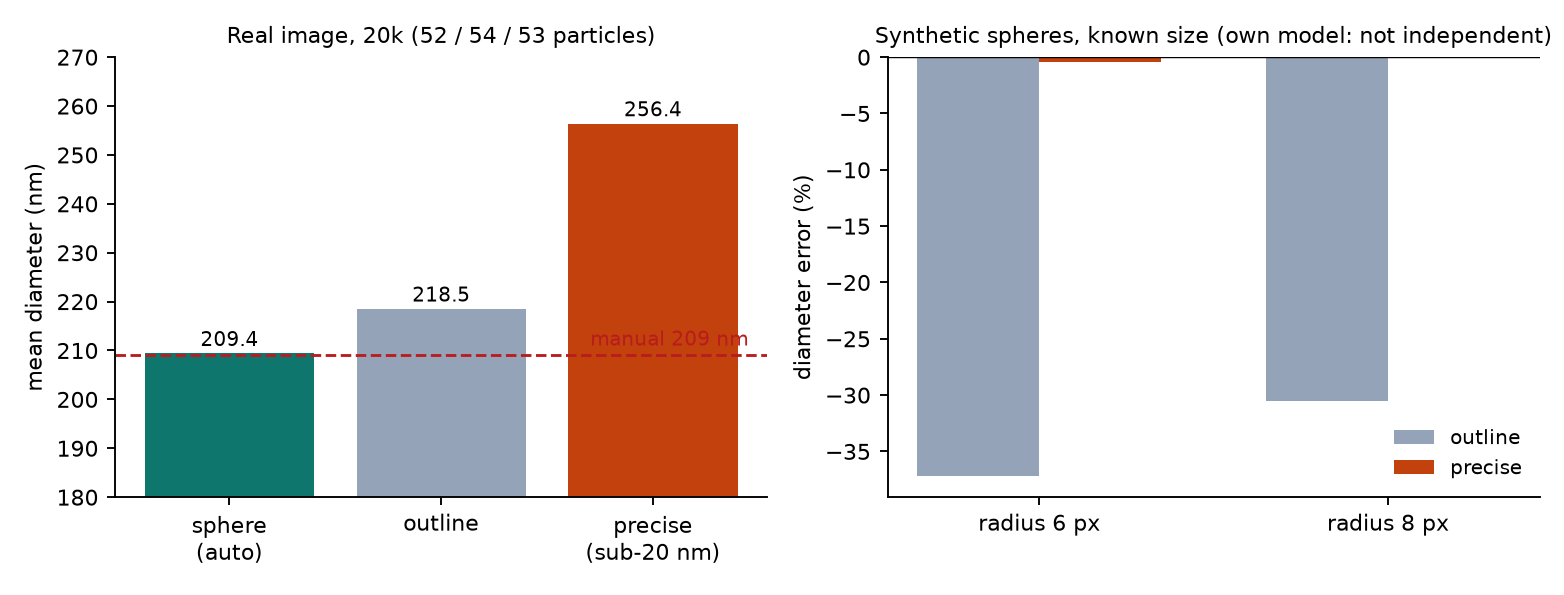 Real image, 20k (52 / 54 / 53 particles)
mean diameter (nm)
270
260
250
240
230
220
210
200
190
180
209.4
218.5
256.4
manual 209 nm
sphere
(auto)
outline
precise
(sub-20 nm)
Synthetic spheres, known size (own model: not independent)
diameter error (%)
0
−5
−10
−15
−20
−25
−30
−35
radius 6 px
radius 8 px
outline
precise